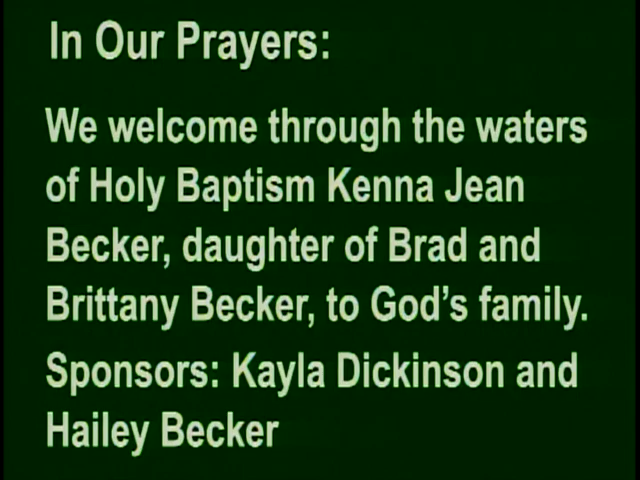 In Our Prayers:
We welcome through the waters
of Holy Baptism Kenna Jean
Becker, daughter of Brad and
Brittany Becker, to God's family.
Sponsors: Kayla Dickinson and
Hailey Becker